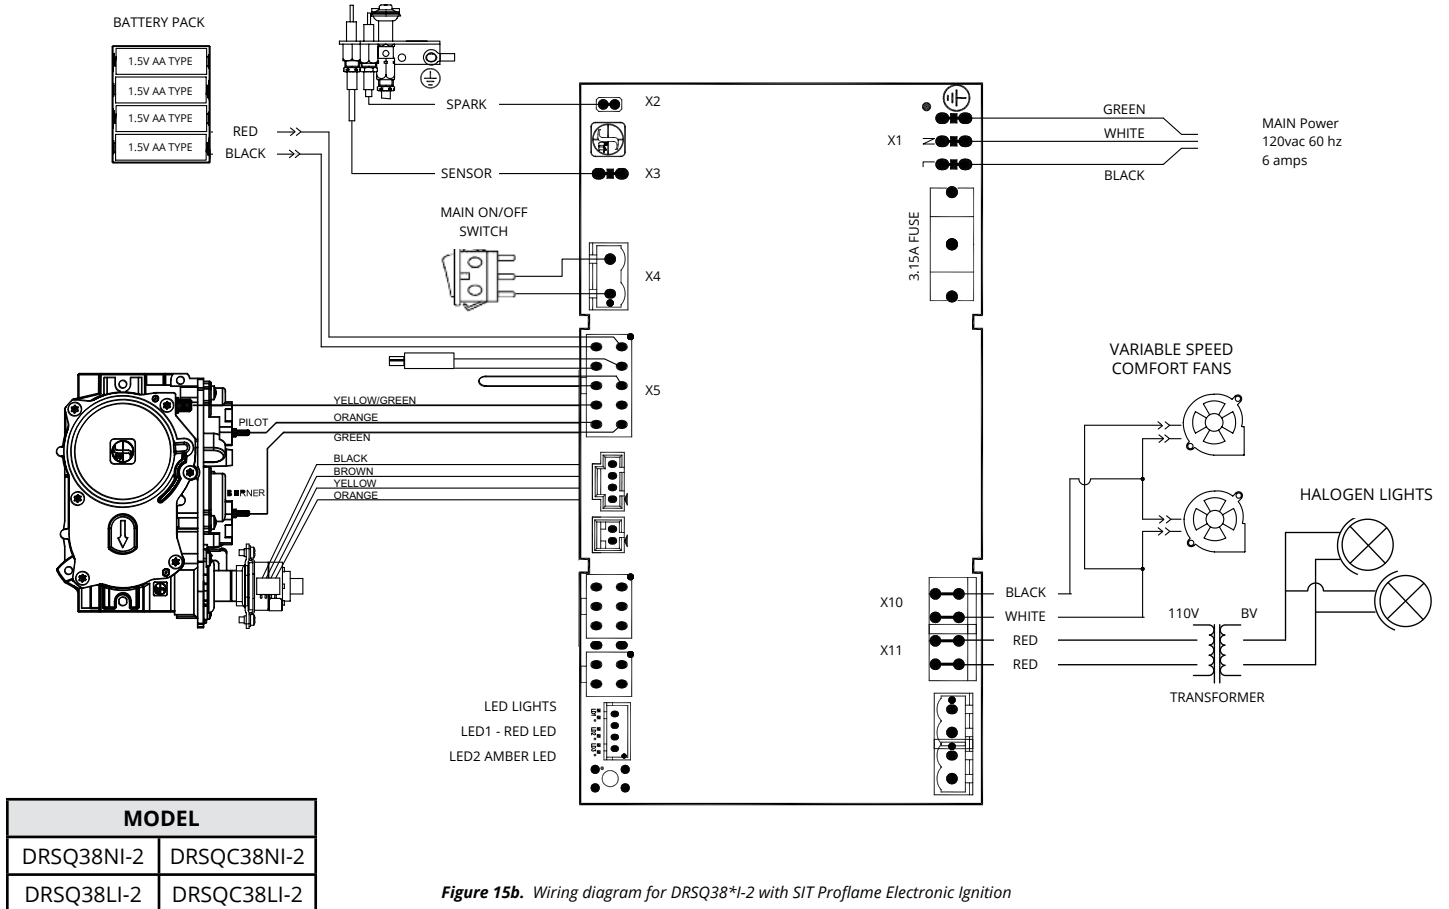 BATTERY PACK
1.5V AA TYPE
1.5V AA TYPE
1.5V AA TYPE
1.5V AA TYPE
RED
BLACK
SPARK
X2
SENSOR
X3
MAIN ON/OFF
SWITCH
X4
X5
YELLOW/GREEN
PILOT
ORANGE
GREEN
BLACK
BROWN
YELLOW
ORANGE
BURNER
LED LIGHTS
LED1 - RED LED
LED2 AMBER LED
X1
N
L
GREEN
WHITE
BLACK
MAIN Power
120vac 60 hz
6 amps
3.15A FUSE
VARIABLE SPEED
COMFORT FANS
HALOGEN LIGHTS
X10
BLACK
WHITE
X11
RED
RED
110V
BV
TRANSFORMER
MODEL
DRSQ38NI-2 DRSQC38NI-2
DRSQ38LI-2 DRSQC38LI-2
Figure 15b. Wiring diagram for DRSQ38*I-2 with SIT Proflame Electronic Ignition